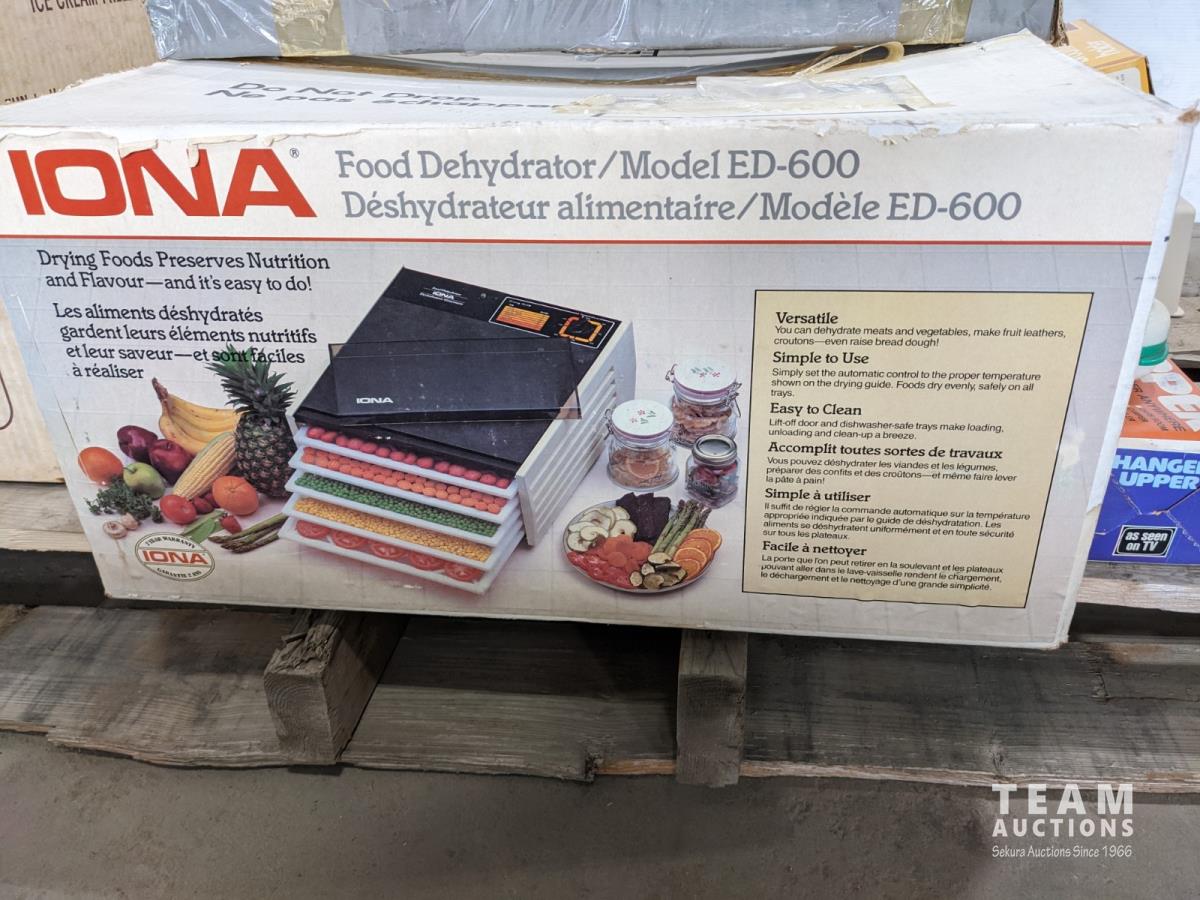 ICE CREAM
Do Not Drop
Ne pas
IONA®
Food Dehydrator/Model ED-600
Déshydrateur alimentaire/Modèle ED-600
Drying Foods Preserves Nutrition
and Flavour—and it's easy to do!
Les aliments déshydratés
gardent leurs éléments nutritifs
et leur saveur—et sont faciles
à réaliser
IONA
IONA
2 YEAR WARRANTY
IONA
GARANTIE 2 ANS
Versatile
You can dehydrate meats and vegetables, make fruit leathers,
croutons—even raise bread dough!
Simple to Use
Simply set the automatic control to the proper temperature
shown on the drying guide. Foods dry evenly, safely on all
trays.
Easy to Clean
Lift-off door and dishwasher-safe trays make loading,
unloading and clean-up a breeze.
Accomplit toutes sortes de travaux
Vous pouvez déshydrater les viandes et les légumes,
préparer des confits et des croûtons—et même faire lever
la pâte à pain!
Simple à utiliser
Il suffit de régler la commande automatique sur la température
appropriée indiquée par le guide de déshydratation. Les
aliments se déshydratent uniformément et en toute sécurité
sur tous les plateaux.
Facile à nettoyer
La porte que l'on peut retirer en la soulevant et les plateaux
pouvant aller dans le lave-vaisselle rendent le chargement,
le déchargement et le nettoyage d'une grande simplicité.
HANGE
UPPER
as seen
on TV
TEAM
AUCTIONS
Sekura Auctions Since 1966